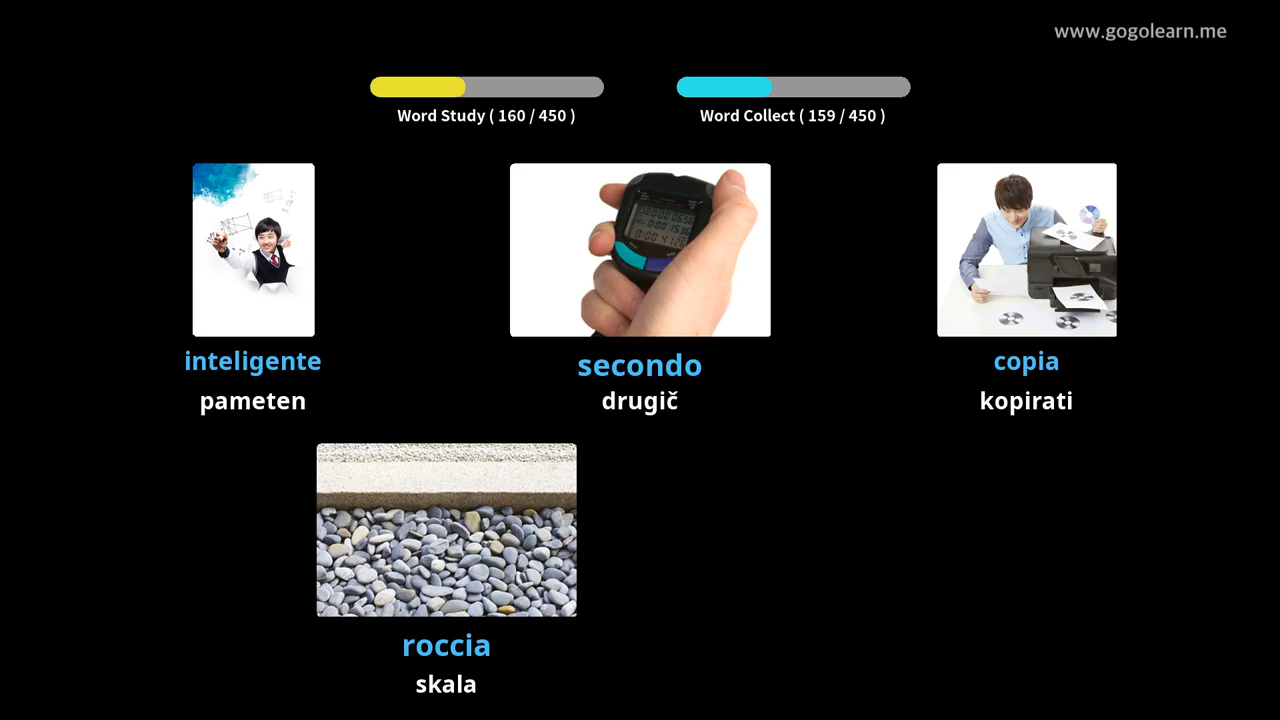 www.gogolearn.me
Word Study ( 160 / 450 )
Word Collect ( 159 / 450 )
inteligente
secondo
copia
pameten
drugič
kopirati
roccia
skala